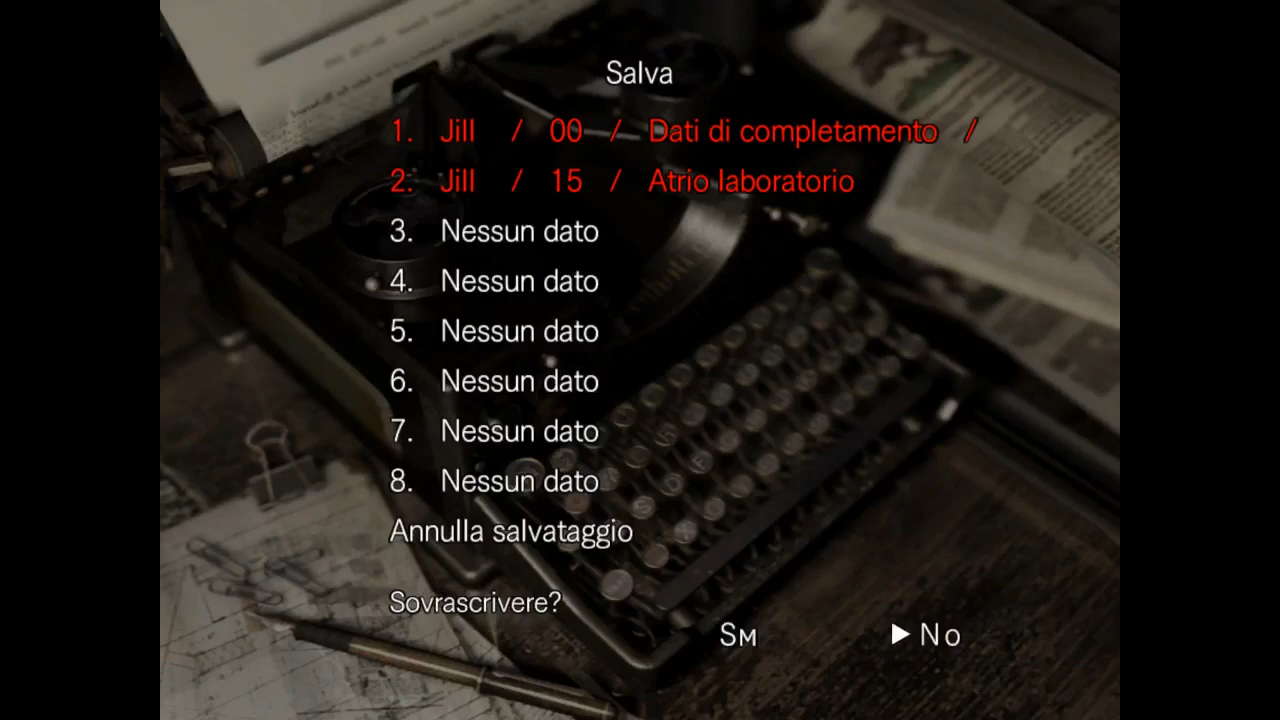 Salva
1. Jill / 00 / Dati di completamento /
2. Jill / 15 / Atrio laboratorio
3. Nessun dato
4. Nessun dato
5. Nessun dato
6. Nessun dato
7. Nessun dato
8. Nessun dato
Annulla salvataggio
Sovrascrivere?
Sм ▶ No